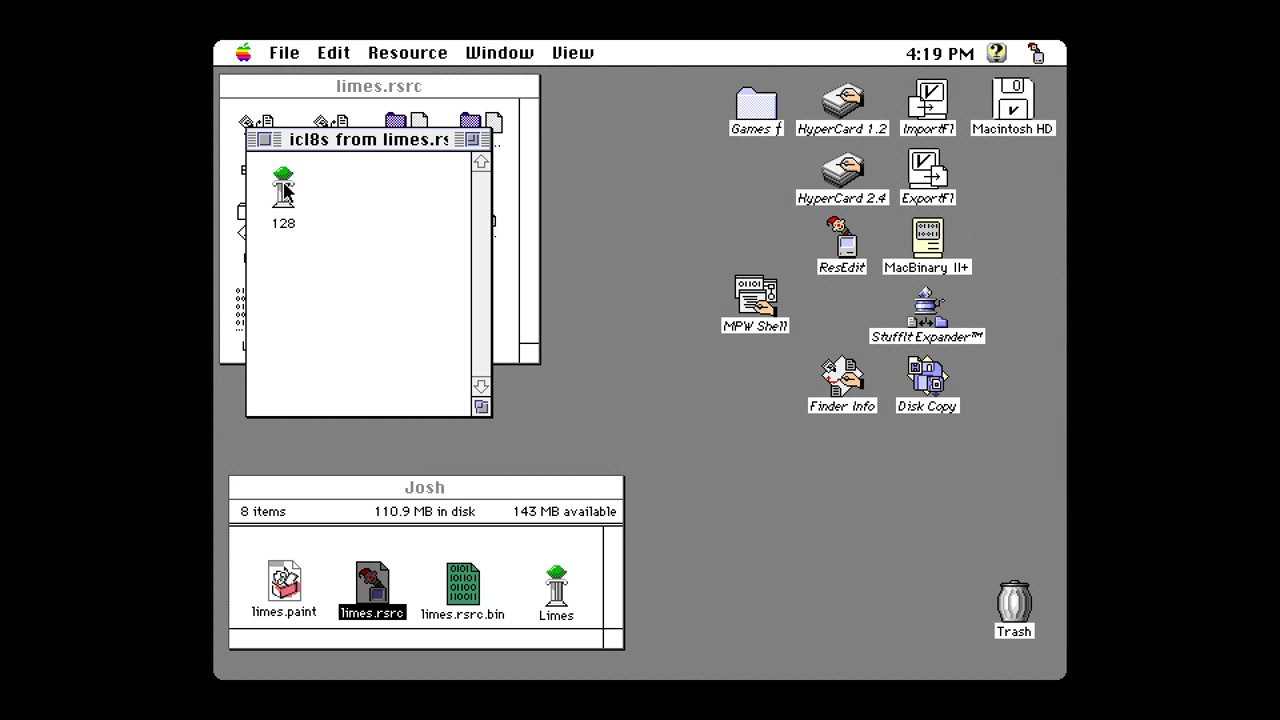 File Edit Resource Window View 4:19 PM
limes.rsrc
icl8s from limes.rs
128
Games ƒ
HyperCard 1.2
ImportFl
Macintosh HD
HyperCard 2.4
ExportFl
ResEdit
MacBinary II+
MPW Shell
StuffIt Expander™
Finder Info
Disk Copy
Josh
8 items 110.9 MB in disk 143 MB available
limes.paint
limes.rsrc
limes.rsrc.bin
Limes
Trash